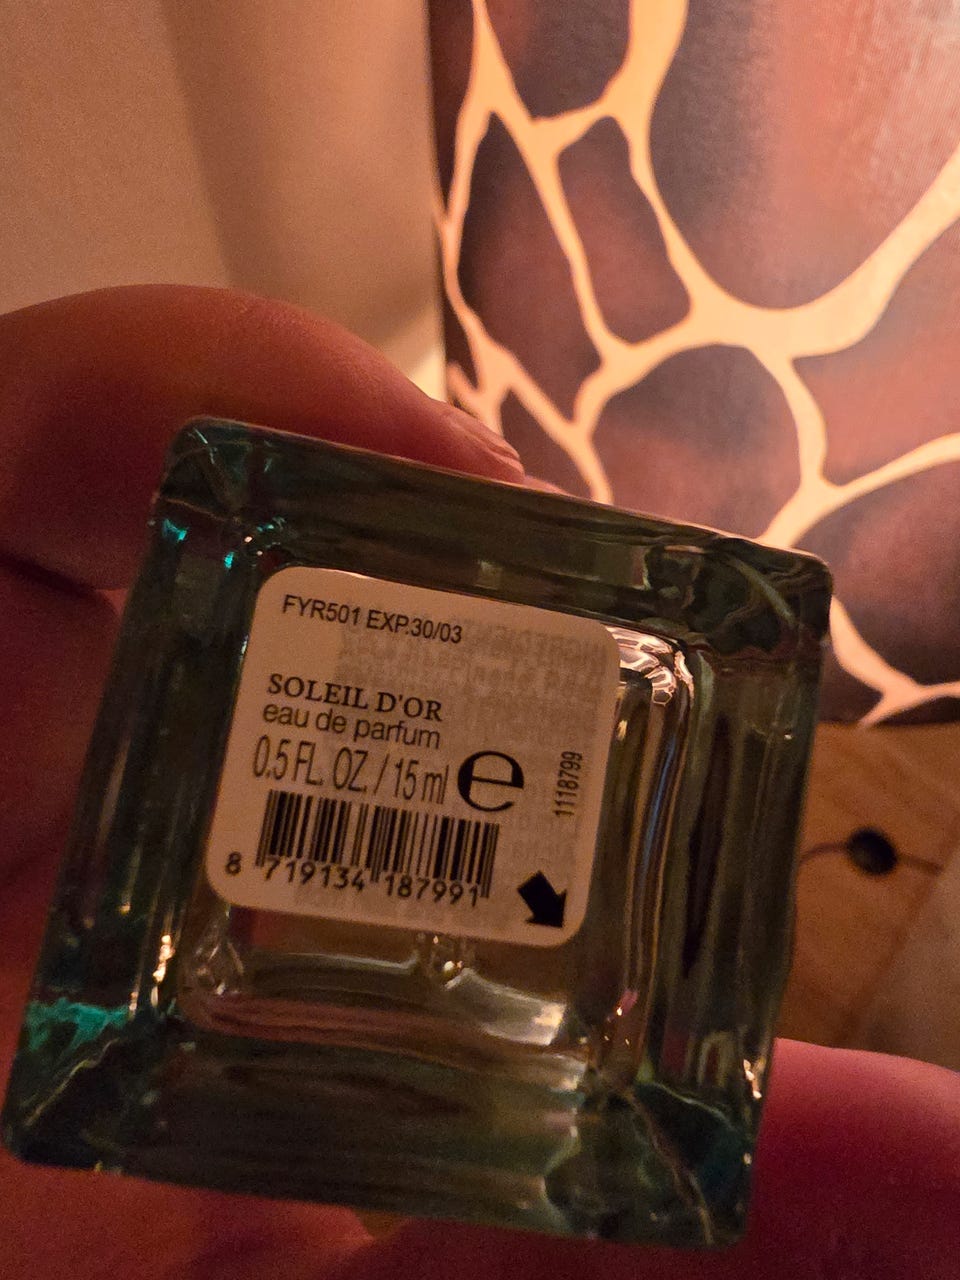 FYR501 EXP.30/03
SOLEIL D'OR
eau de parfum
0.5 FL. OZ. / 15 ml e
1118799
8 719134 187991